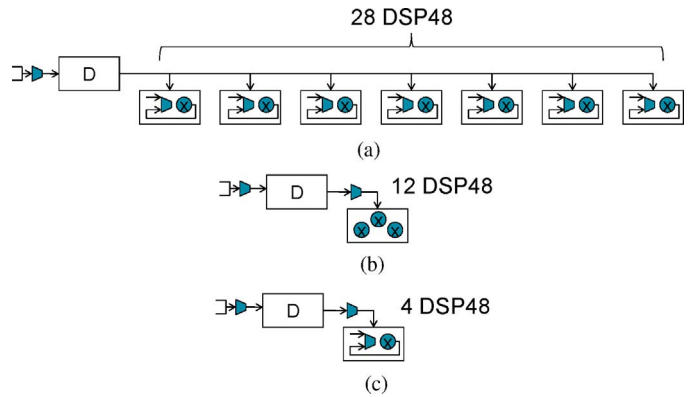 28 DSP48
D
X X X X X X X
(a)
D
12 DSP48
X X X
(b)
D
4 DSP48
X
(c)